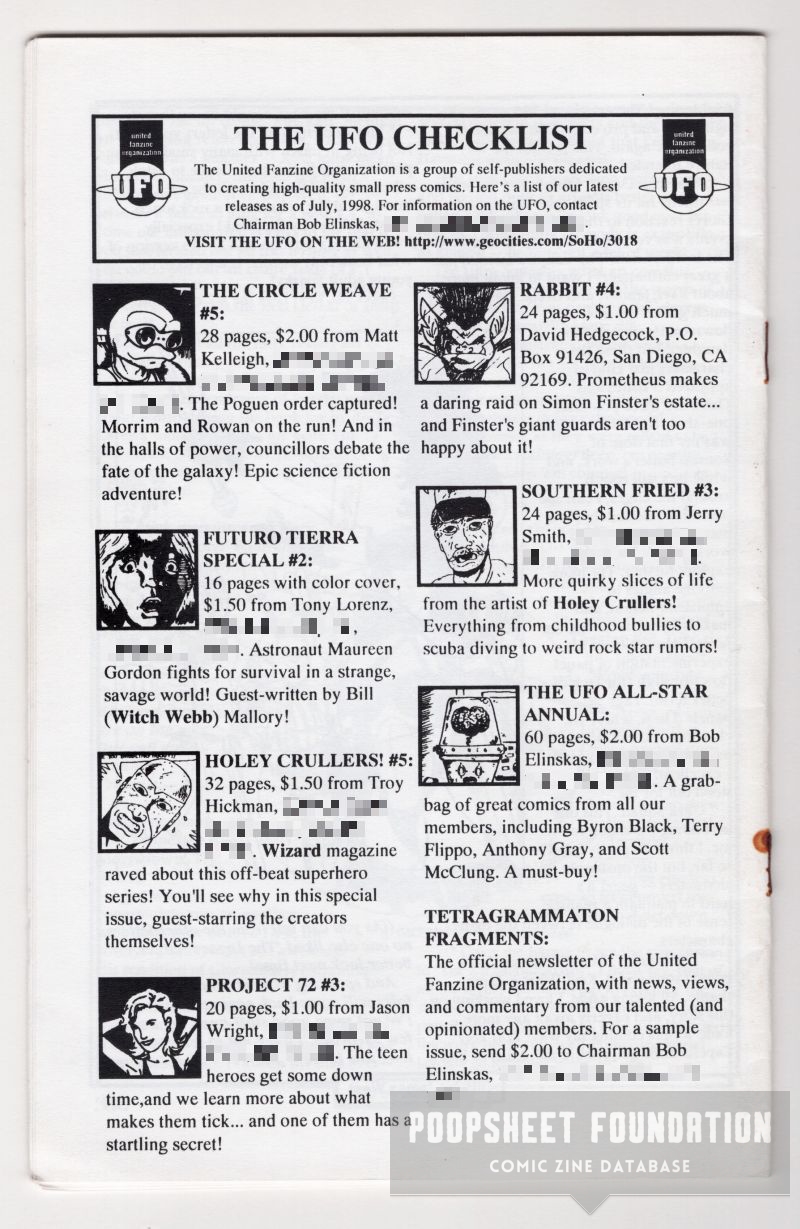 united
fanzine
organization
UFO
THE UFO CHECKLIST
The United Fanzine Organization is a group of self-publishers dedicated
to creating high-quality small press comics. Here's a list of our latest
releases as of July, 1998. For information on the UFO, contact
Chairman Bob Elinskas, .
VISIT THE UFO ON THE WEB! http://www.geocities.com/SoHo/3018
united
fanzine
organization
UFO
THE CIRCLE WEAVE
#5:
28 pages, $2.00 from Matt
Kelleigh,
. The Poguen order captured!
Morrim and Rowan on the run! And in
the halls of power, councillors debate the
fate of the galaxy! Epic science fiction
adventure!
FUTURO TIERRA
SPECIAL #2:
16 pages with color cover,
$1.50 from Tony Lorenz,
,
. Astronaut Maureen
Gordon fights for survival in a strange,
savage world! Guest-written by Bill
(Witch Webb) Mallory!
HOLEY CRULLERS! #5:
32 pages, $1.50 from Troy
Hickman,
. Wizard magazine
raved about this off-beat superhero
series! You'll see why in this special
issue, guest-starring the creators
themselves!
PROJECT 72 #3:
20 pages, $1.00 from Jason
Wright,
. The teen
heroes get some down
time,and we learn more about what
makes them tick... and one of them has a
startling secret!
RABBIT #4:
24 pages, $1.00 from
David Hedgecock, P.O.
Box 91426, San Diego, CA
92169. Prometheus makes
a daring raid on Simon Finster's estate...
and Finster's giant guards aren't too
happy about it!
SOUTHERN FRIED #3:
24 pages, $1.00 from Jerry
Smith,
.
More quirky slices of life
from the artist of Holey Crullers!
Everything from childhood bullies to
scuba diving to weird rock star rumors!
THE UFO ALL-STAR
ANNUAL:
60 pages, $2.00 from Bob
Elinskas,
. A grab-
bag of great comics from all our
members, including Byron Black, Terry
Flippo, Anthony Gray, and Scott
McClung. A must-buy!
TETRAGRAMMATON
FRAGMENTS:
The official newsletter of the United
Fanzine Organization, with news, views,
and commentary from our talented (and
opinionated) members. For a sample
issue, send $2.00 to Chairman Bob
Elinskas,
POOPSHEET FOUNDATION
COMIC ZINE DATABASE